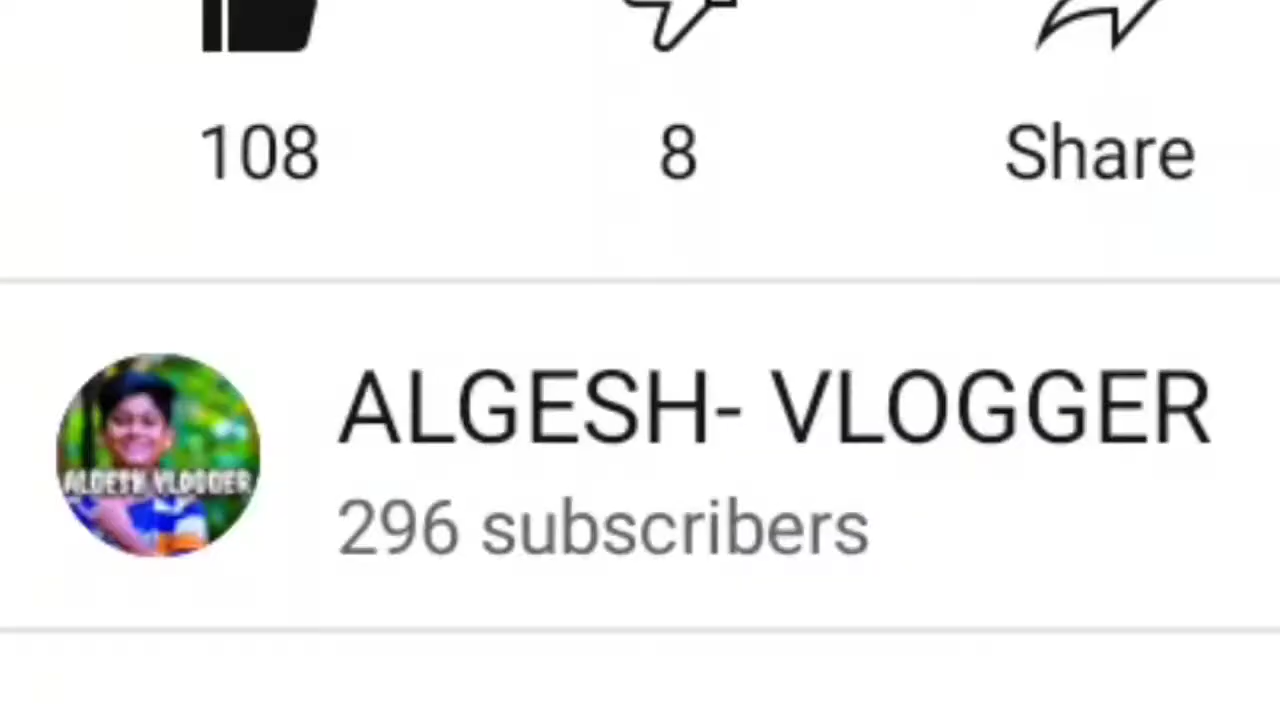 108
8
Share
ALGESH- VLOGGER
296 subscribers
ALGESH VLOGGER